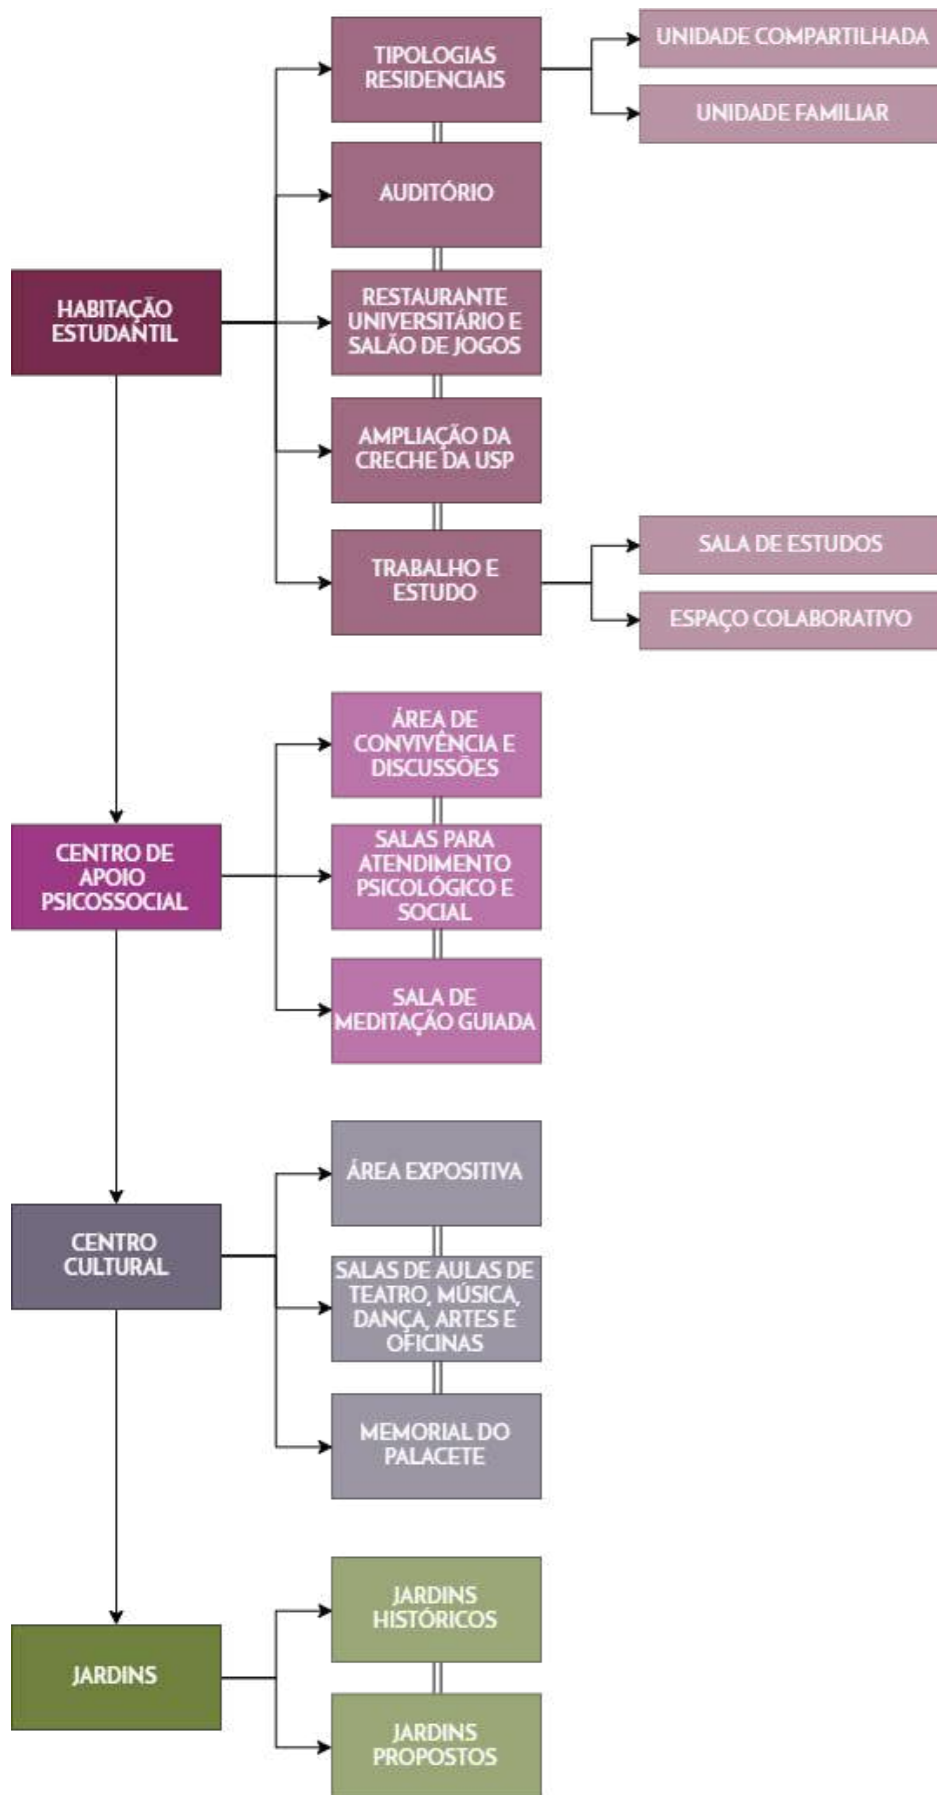 TIPOLOGIAS
RESIDENCIAIS
UNIDADE COMPARTILHADA
UNIDADE FAMILIAR
AUDITÓRIO
HABITAÇÃO
ESTUDANTIL
RESTAURANTE
UNIVERSITÁRIO E
SALÃO DE JOGOS
AMPLIAÇÃO DA
CRECHE DA USP
TRABALHO E
ESTUDO
SALA DE ESTUDOS
ESPAÇO COLABORATIVO
ÁREA DE
CONVIVÊNCIA E
DISCUSSÕES
CENTRO DE
APOIO
PSICOSSOCIAL
SALAS PARA
ATENDIMENTO
PSICOLÓGICO E
SOCIAL
SALA DE
MEDITAÇÃO GUIADA
ÁREA EXPOSITIVA
CENTRO
CULTURAL
SALAS DE AULAS DE
TEATRO, MÚSICA,
DANÇA, ARTES E
OFICINAS
MEMORIAL DO
PALACETE
JARDINS
HISTÓRICOS
JARDINS
JARDINS
PROPOSTOS